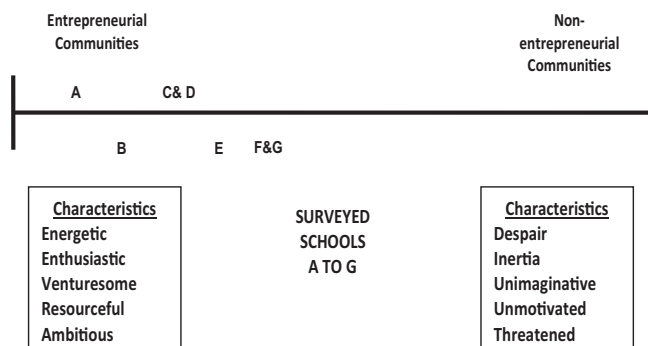 Entrepreneurial
Communities
Non-
entrepreneurial
Communities
A
C& D
B
E
F&G
Characteristics
Energetic
Enthusiastic
Venturesome
Resourceful
Ambitious
SURVEYED
SCHOOLS
A TO G
Characteristics
Despair
Inertia
Unimaginative
Unmotivated
Threatened